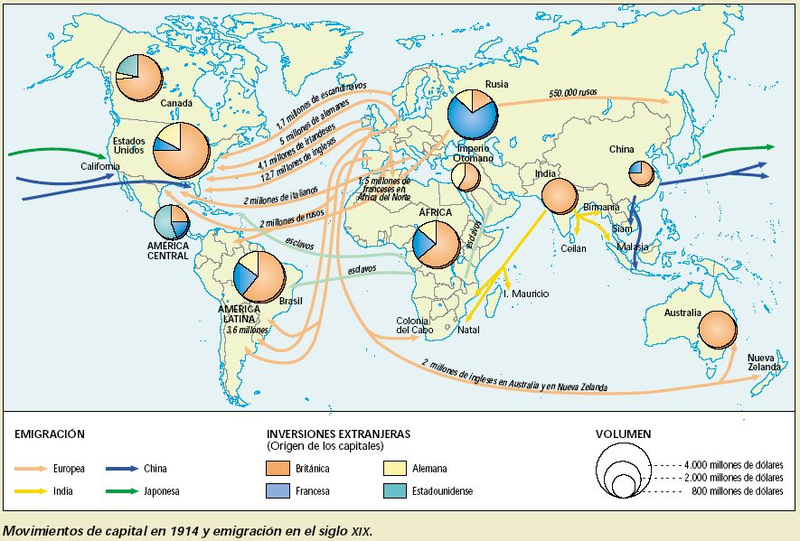 Canadá
Estados
Unidos
California
1.7 millones de escandinavos
5 millones de alemanes
4.1 millones de irlandeses
12.7 millones de ingleses
2 millones de italianos
2 millones de rusos
Rusia
550.000 rusos
Imperio
Otomano
1,5 millones de
franceses en
África del Norte
India
China
Birmania
Siam
Ceilán
Malasia
AMÉRICA
CENTRAL
ÁFRICA
esclavos
esclavos
esclavos
AMÉRICA
LATINA
3.6 millones
Brasil
I. Mauricio
Colonia
del Cabo
Natal
Australia
Nueva
Zelanda
2 millones de ingleses en Australia y en Nueva Zelanda
EMIGRACIÓN
Europea
China
India
Japonesa
INVERSIONES EXTRANJERAS
(Origen de los capitales)
Británica
Alemana
Francesa
Estadounidense
VOLUMEN
4.000 millones de dólares
2.000 millones de dólares
800 millones de dólares
Movimientos de capital en 1914 y emigración en el siglo XIX.